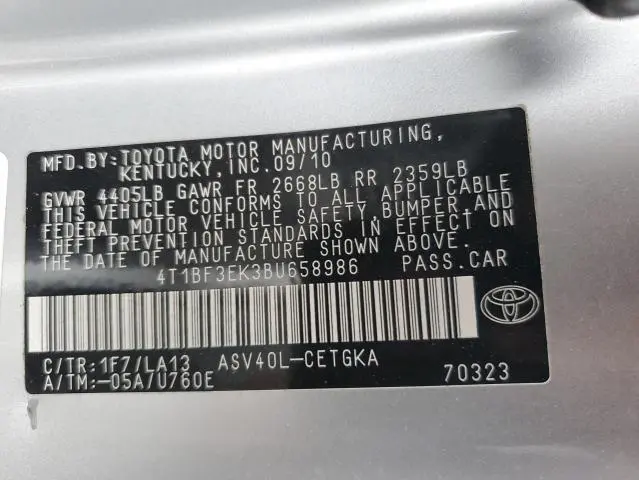 MFD.BY:TOYOTA MOTOR MANUFACTURING,
KENTUCKY,INC.09/10
GVWR 4405LB GAWR FR 2668LB RR 2359LB
THIS VEHICLE CONFORMS TO ALL APPLICABLE
FEDERAL MOTOR VEHICLE SAFETY,BUMPER AND
THEFT PREVENTION STANDARDS IN EFFECT ON
THE DATE OF MANUFACTURE SHOWN ABOVE.
4T1BF3EK3BU658986 PASS.CAR
C/TR:1F7/LA13 ASV40L-CETGKA
A/TM:-05A/U760E 70323